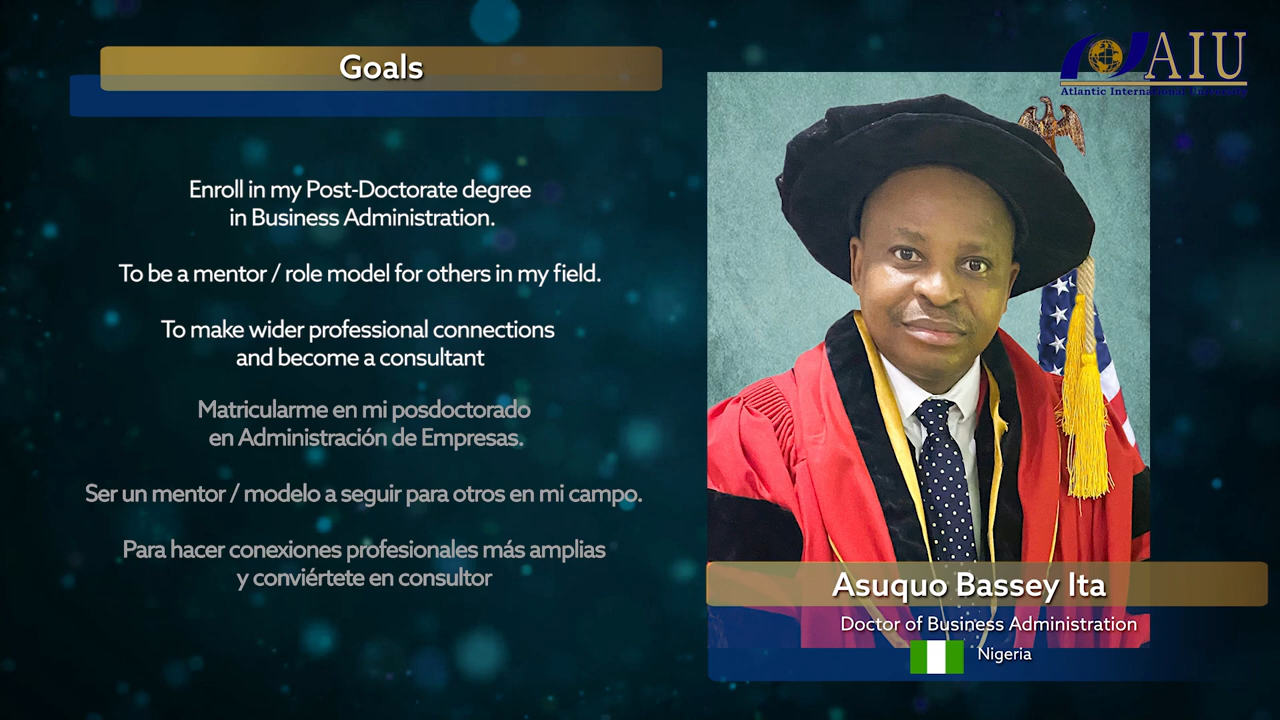 Goals
Enroll in my Post-Doctorate degree
in Business Administration.
To be a mentor / role model for others in my field.
To make wider professional connections
and become a consultant
Matricularme en mi posdoctorado
en Administración de Empresas.
Ser un mentor / modelo a seguir para otros en mi campo.
Para hacer conexiones profesionales más amplias
y conviértete en consultor
AIU
Atlantic International University
Asuquo Bassey Ita
Doctor of Business Administration
Nigeria